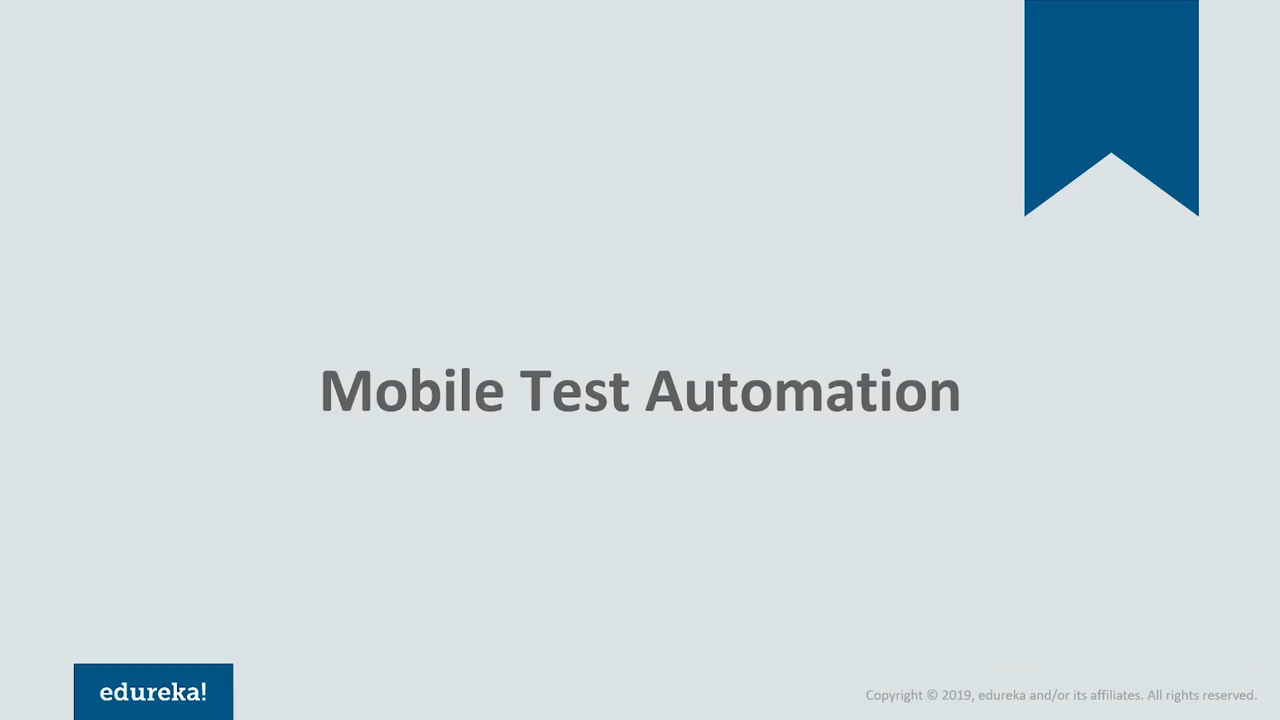 Mobile Test Automation
edureka!
Copyright © 2019, edureka and/or its affiliates. All rights reserved.